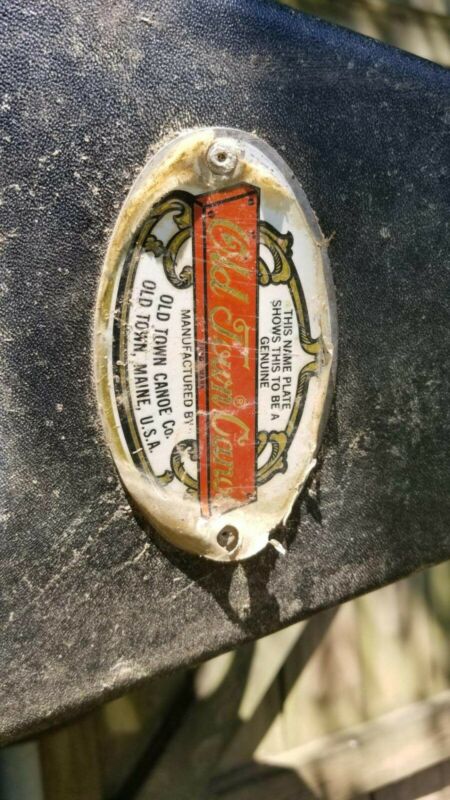 THIS NAME PLATE
SHOWS THIS TO BE A
GENUINE
Old Town Canoe
®
MANUFACTURED BY
OLD TOWN CANOE Co.
OLD TOWN, MAINE, U.S.A.